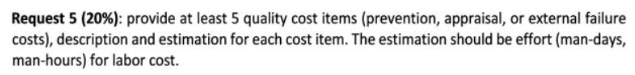 Request 5 (20%): provide at least 5 quality cost items (prevention, appraisal, or external failure
costs), description and estimation for each cost item. The estimation should be effort (man-days,
man-hours) for labor cost.